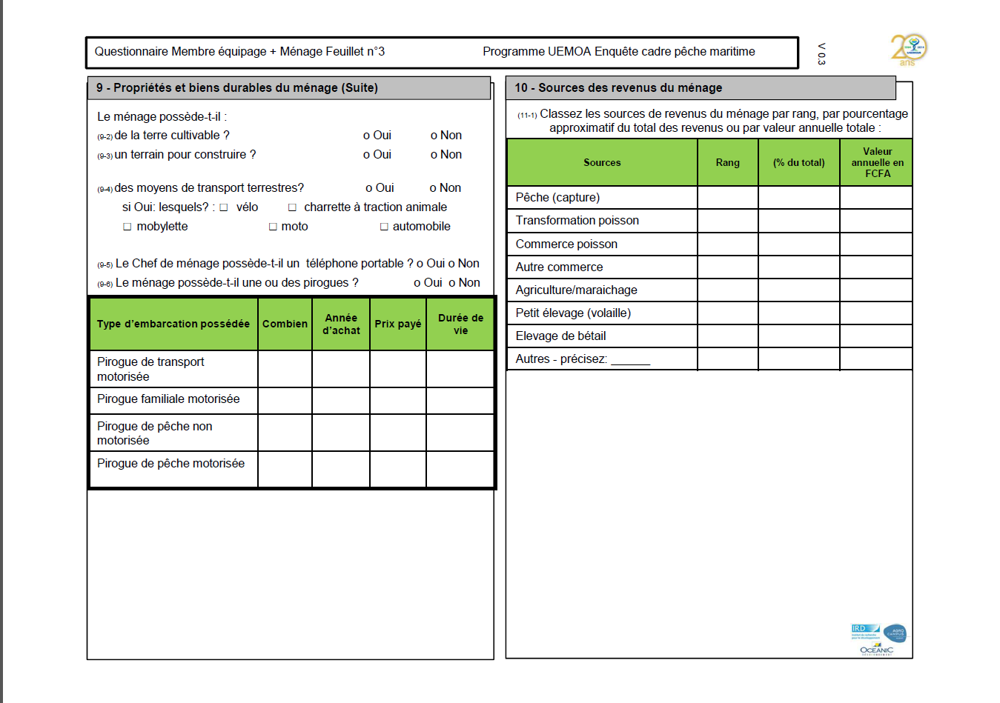 Questionnaire Membre équipage + Ménage Feuillet n°3 Programme UEMOA Enquête cadre pêche maritime
V 0.3
20
ans
9 - Propriétés et biens durables du ménage (Suite)
Le ménage possède-t-il :
(9-2) de la terre cultivable ? o Oui o Non
(9-3) un terrain pour construire ? o Oui o Non
(9-4) des moyens de transport terrestres? o Oui o Non
si Oui: lesquels? : □ vélo □ charrette à traction animale
□ mobylette □ moto □ automobile
(9-5) Le Chef de ménage possède-t-il un téléphone portable ? o Oui o Non
(9-6) Le ménage possède-t-il une ou des pirogues ? o Oui o Non
Type d'embarcation possédée Combien Année d'achat Prix payé Durée de vie
Pirogue de transport
motorisée
Pirogue familiale motorisée
Pirogue de pêche non
motorisée
Pirogue de pêche motorisée
10 - Sources des revenus du ménage
(11-1) Classez les sources de revenus du ménage par rang, par pourcentage
approximatif du total des revenus ou par valeur annuelle totale :
Sources Rang (% du total) Valeur annuelle en FCFA
Pêche (capture)
Transformation poisson
Commerce poisson
Autre commerce
Agriculture/maraichage
Petit élevage (volaille)
Elevage de bétail
Autres - précisez: ______
IRD
AGRO
CAMPUS
OCEANIC